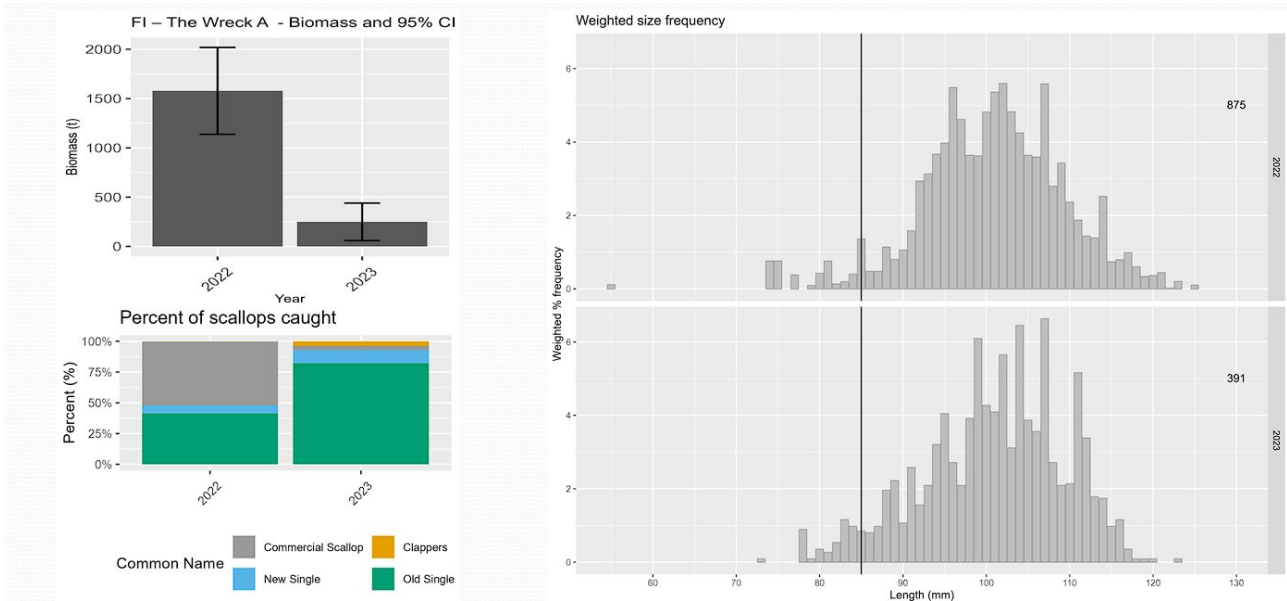 FI – The Wreck A - Biomass and 95% CI
2000
1500
1000
500
0
Biomass (t)
2022
2023
Year
Percent of scallops caught
100%
75%
50%
25%
0%
Percent (%)
2022
2023
Common Name
Commercial Scallop
Clappers
New Single
Old Single
Weighted size frequency
6
4
2
0
875
2022
Weighted % frequency
6
4
2
0
391
2023
60 70 80 90 100 110 120 130
Length (mm)